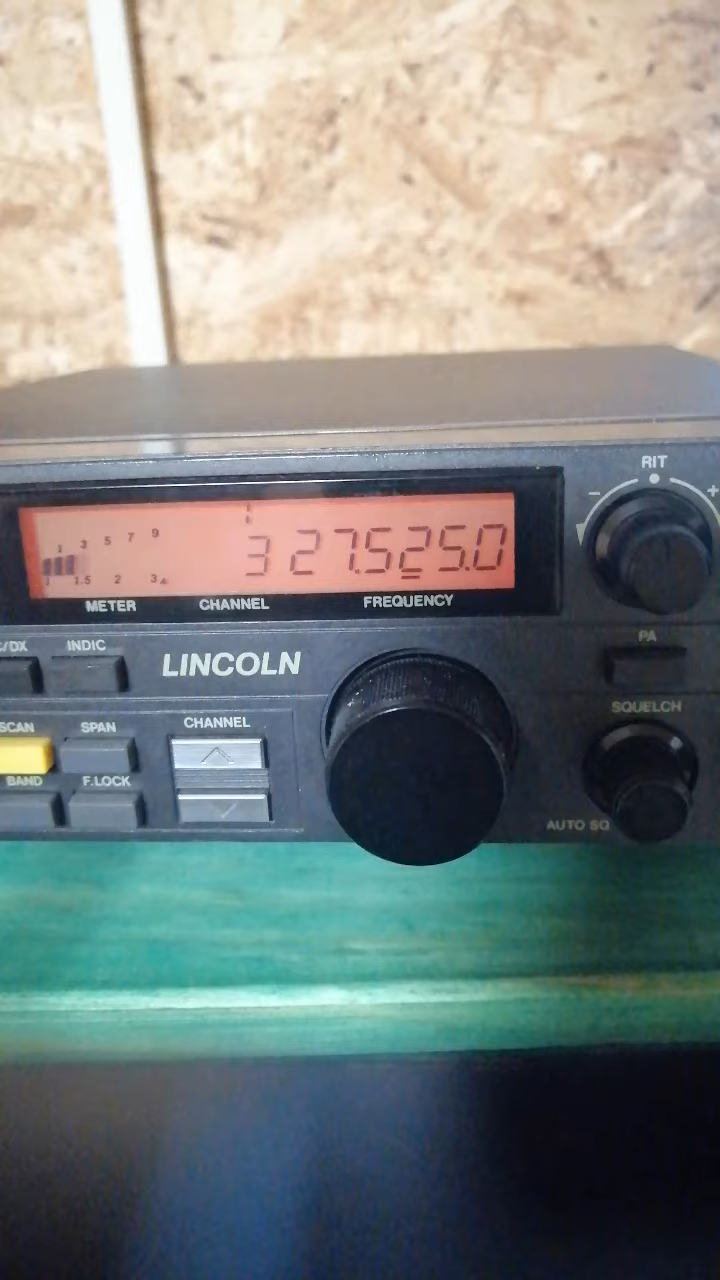 RIT
- +
1 3 5 7 9
3 27.525.0
1 1.5 2 3
METER CHANNEL FREQUENCY
/DX INDIC LINCOLN PA
SCAN SPAN CHANNEL SQUELCH
BAND F.LOCK
AUTO SQ